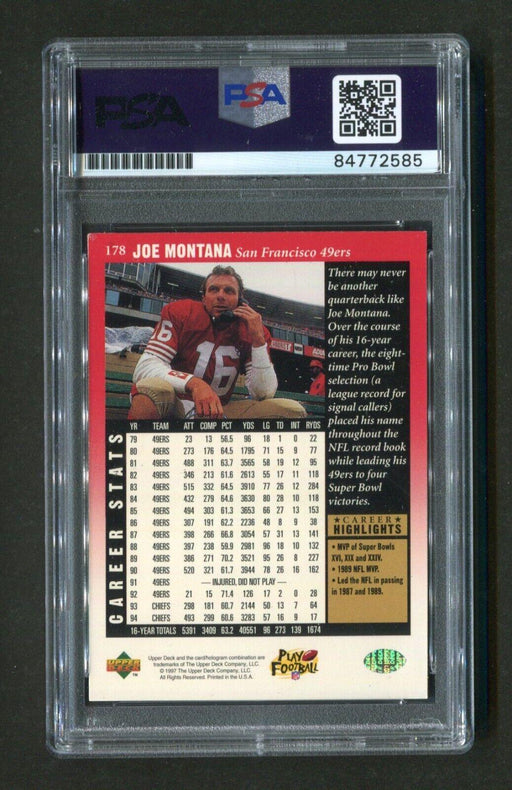 PSA
PSA
84772585
178 JOE MONTANA San Francisco 49ers
There may never
be another
quarterback like
Joe Montana.
Over the course
of his 16-year
career, the eight-
time Pro Bowl
selection (a
league record for
signal callers)
placed his name
throughout the
NFL record book
while leading his
49ers to four
Super Bowl
victories.
16
16
CAREER STATS
YR TEAM ATT COMP PCT YDS LG TD INT RYDS
79 49ERS 23 13 56.5 96 18 1 0 22
80 49ERS 273 176 64.5 1795 71 15 9 77
81 49ERS 488 311 63.7 3565 58 19 12 95
82 49ERS 346 213 61.6 2613 55 17 11 118
83 49ERS 515 332 64.5 3910 77 26 12 284
84 49ERS 432 279 64.6 3630 80 28 10 118
85 49ERS 494 303 61.3 3653 66 27 13 153
86 49ERS 307 191 62.2 2236 48 8 9 38
87 49ERS 398 266 66.8 3054 57 31 13 141
88 49ERS 397 238 59.9 2981 96 18 10 132
89 49ERS 386 271 70.2 3521 95 26 8 227
90 49ERS 520 321 61.7 3944 78 26 16 162
91 49ERS — INJURED, DID NOT PLAY —
92 49ERS 21 15 71.4 126 17 2 0 28
93 CHIEFS 298 181 60.7 2144 50 13 7 64
94 CHIEFS 493 299 60.6 2709 57 16 9 17
16-YEAR TOTALS 5391 3409 63.2 40551 96 273 139 1674
★CAREER★
HIGHLIGHTS
• MVP of Super Bowls
XVI, XIX and XXIV.
• 1989 NFL MVP.
• Led the NFL in passing
in 1987 and 1989.
UPPER DECK
TM
Upper Deck and the card/hologram combination are
trademarks of The Upper Deck Company, LLC.
© 1997 The Upper Deck Company, LLC.
All Rights Reserved. Printed in the U.S.A.
PLAY
FOOTBALL
NFL